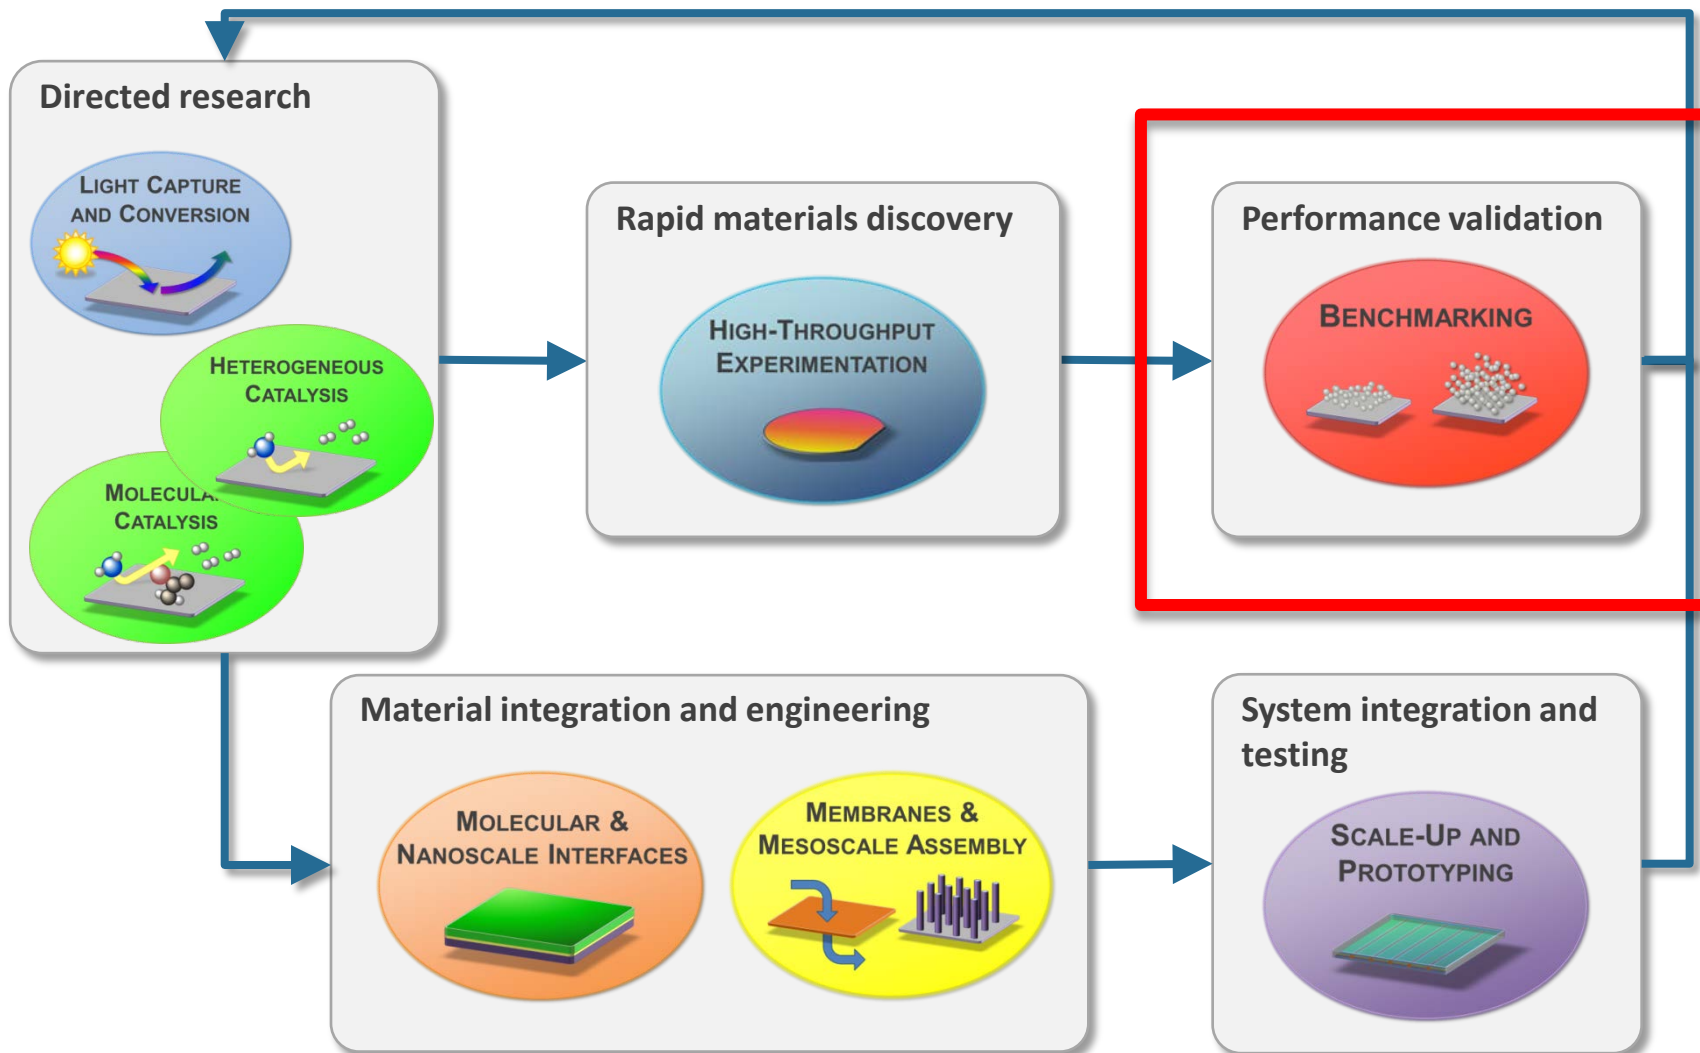 Directed research
LIGHT CAPTURE
AND CONVERSION
HETEROGENEOUS
CATALYSIS
MOLECULA
CATALYSIS
Rapid materials discovery
HIGH-THROUGHPUT
EXPERIMENTATION
Performance validation
BENCHMARKING
Material integration and engineering
MOLECULAR &
NANOSCALE INTERFACES
MEMBRANES &
MESOSCALE ASSEMBLY
System integration and
testing
SCALE-UP AND
PROTOTYPING